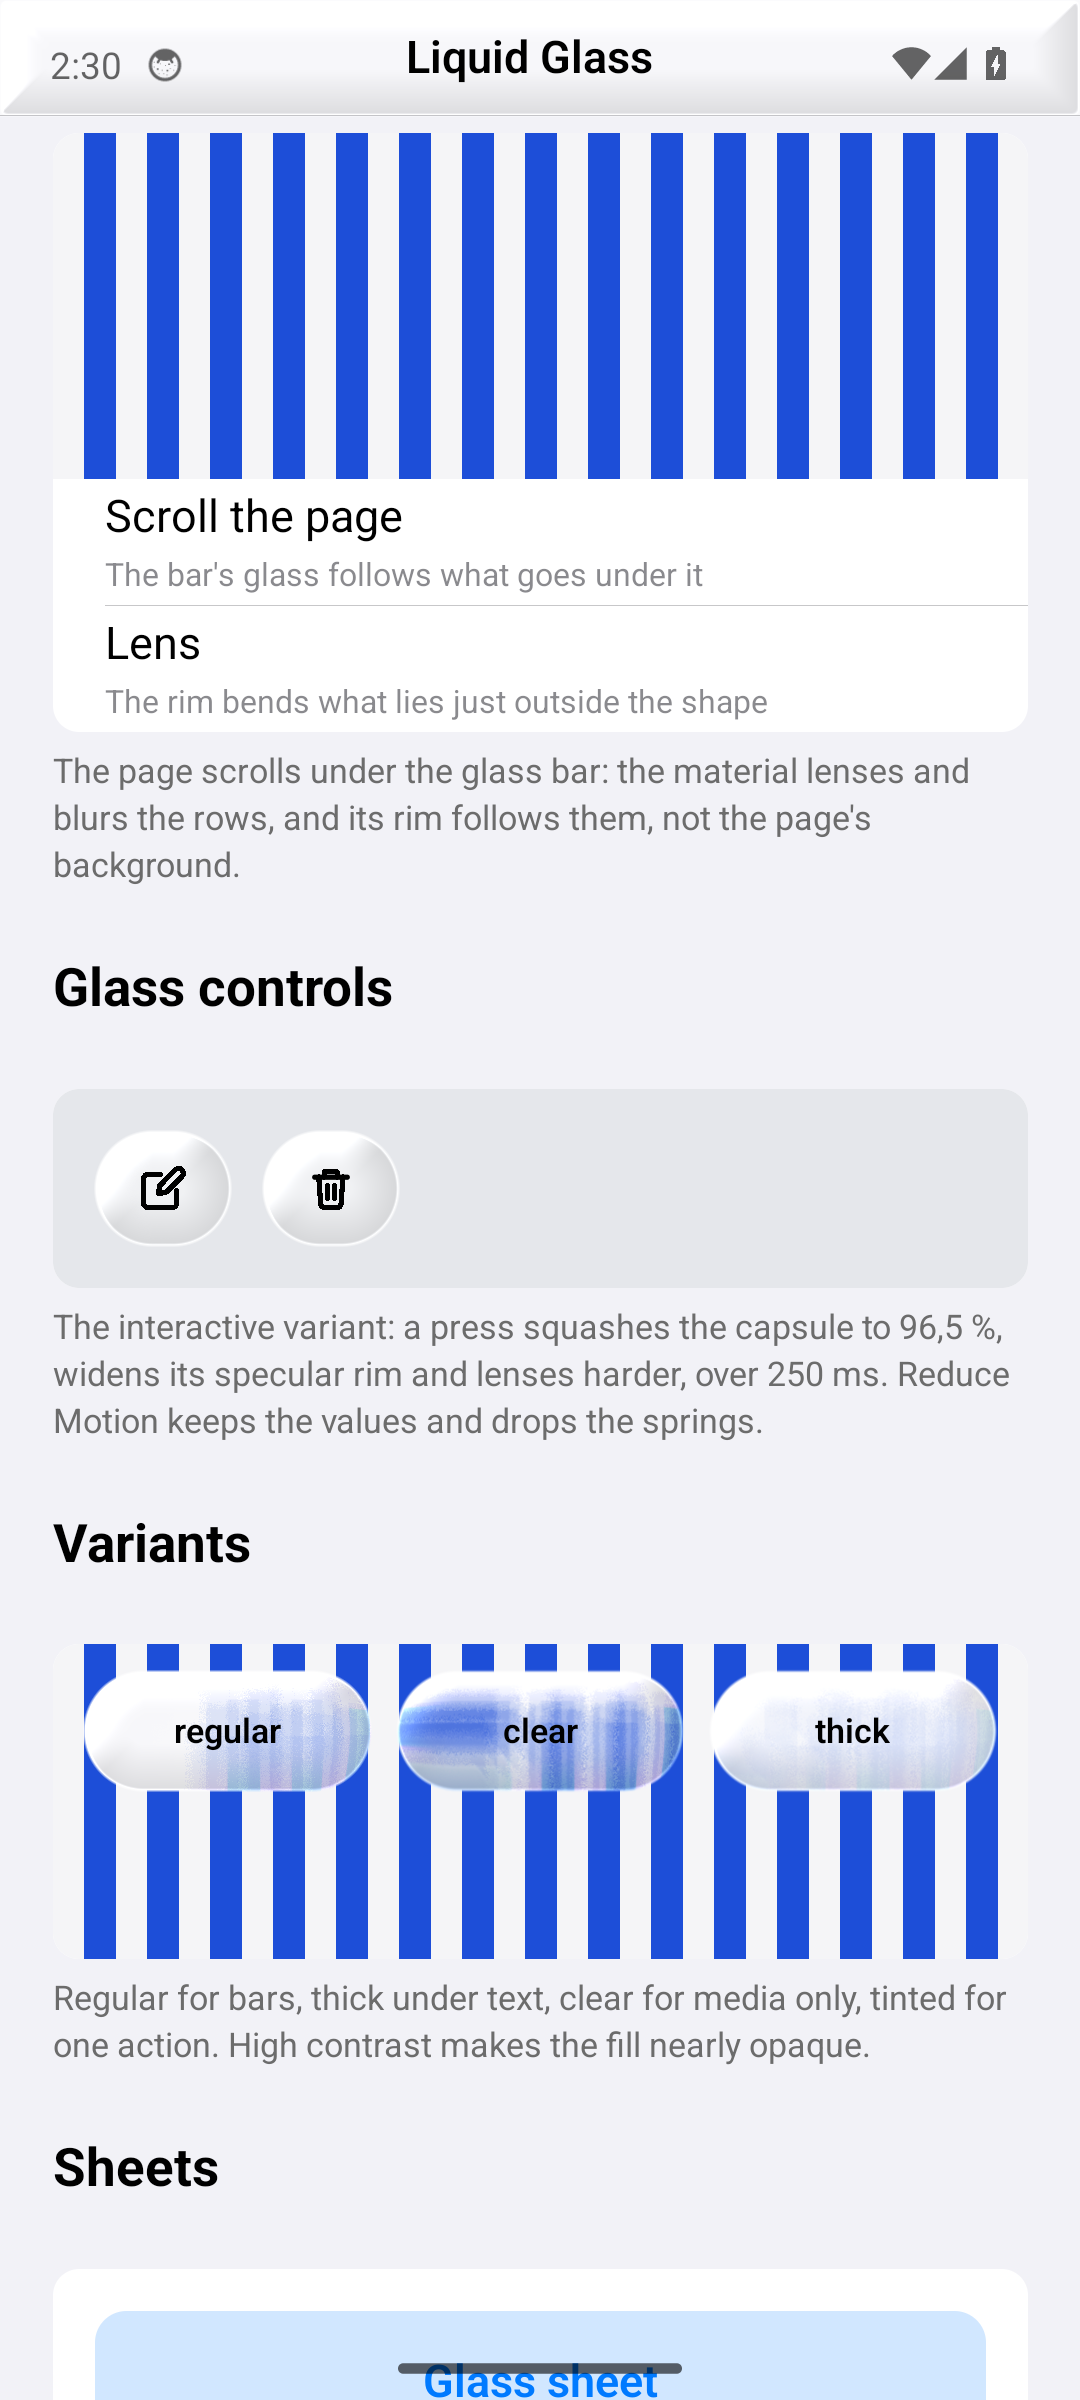 2:30
Liquid Glass
Scroll the page
The bar's glass follows what goes under it
Lens
The rim bends what lies just outside the shape
The page scrolls under the glass bar: the material lenses and
blurs the rows, and its rim follows them, not the page's
background.
Glass controls
The interactive variant: a press squashes the capsule to 96,5 %,
widens its specular rim and lenses harder, over 250 ms. Reduce
Motion keeps the values and drops the springs.
Variants
regular
clear
thick
Regular for bars, thick under text, clear for media only, tinted for
one action. High contrast makes the fill nearly opaque.
Sheets
Glass sheet